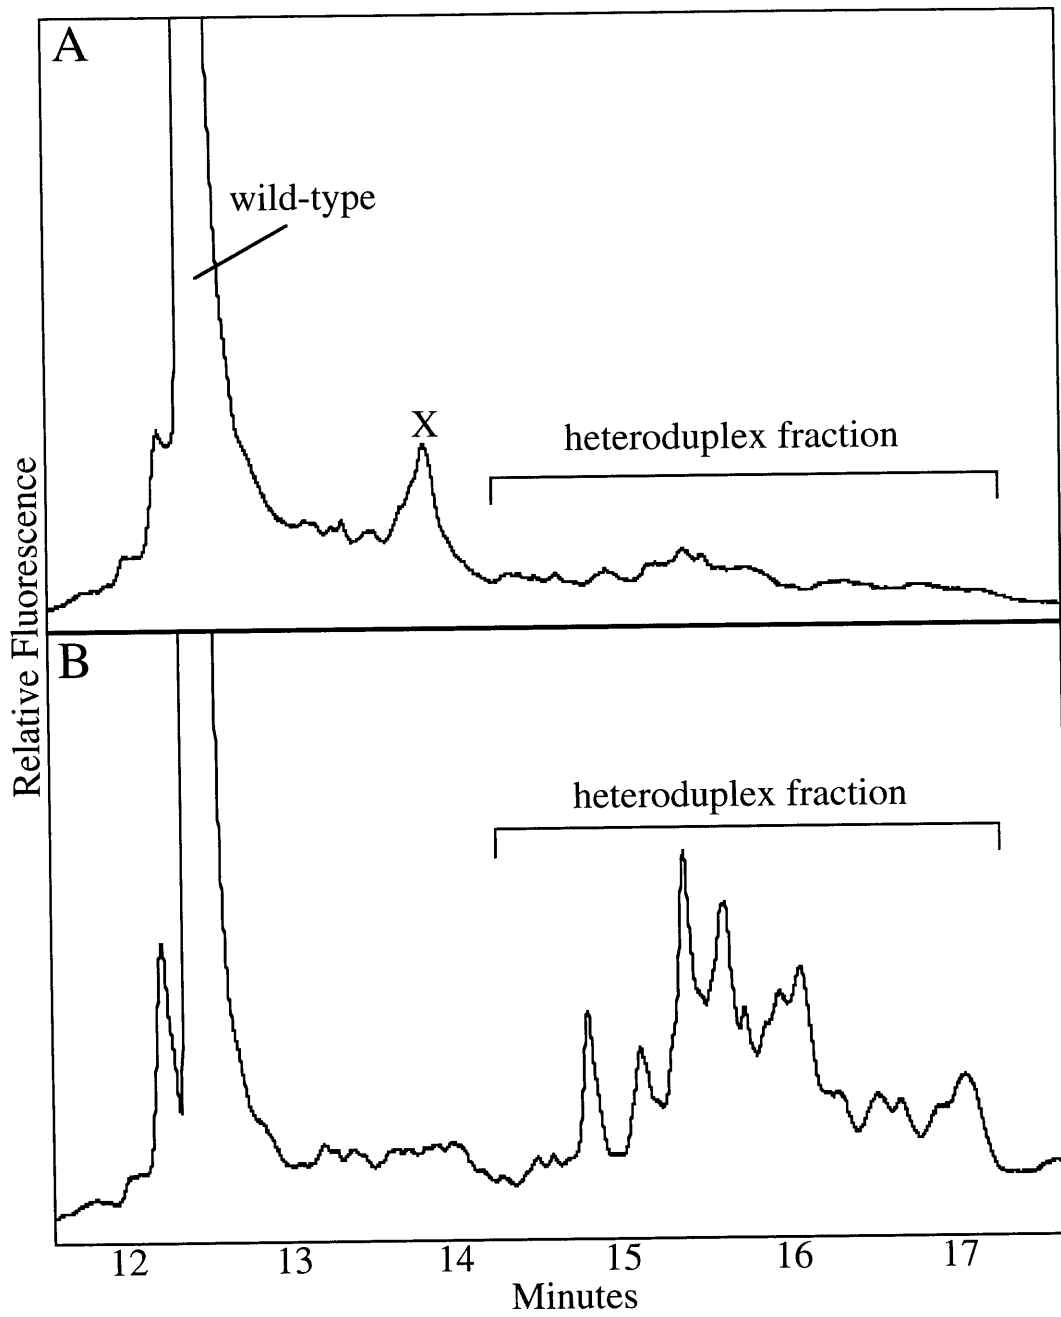 A
wild-type
X
heteroduplex fraction
Relative Fluorescence
B
heteroduplex fraction
12 13 14 15 16 17
Minutes